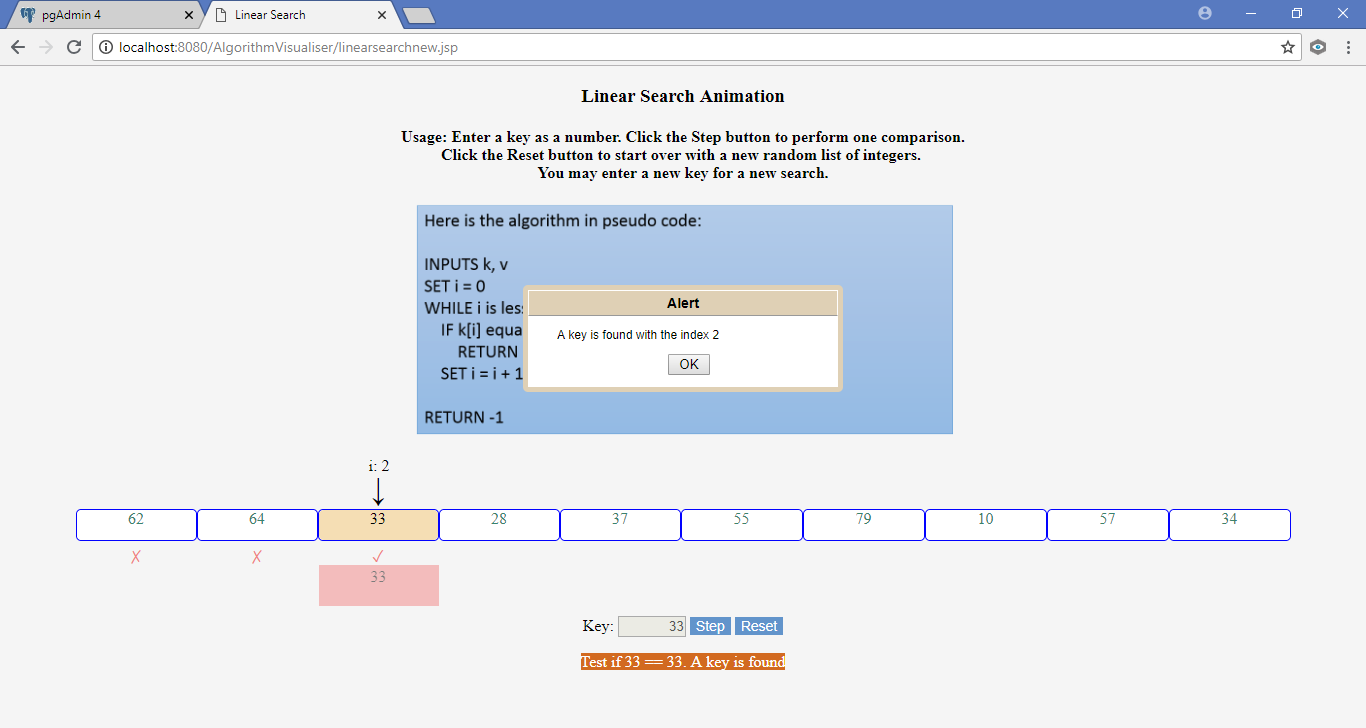 pgAdmin 4
Linear Search
localhost:8080/AlgorithmVisualiser/linearsearchnew.jsp
Linear Search Animation
Usage: Enter a key as a number. Click the Step button to perform one comparison.
Click the Reset button to start over with a new random list of integers.
You may enter a new key for a new search.
Here is the algorithm in pseudo code:
INPUTS k, v
SET i = 0
WHILE i is les
IF k[i] equa
RETURN
SET i = i + 1
RETURN -1
Alert
A key is found with the index 2
OK
i: 2
62 64 33 28 37 55 79 10 57 34
✗ ✗ ✓
33
Key: 33 Step Reset
Test if 33 == 33. A key is found